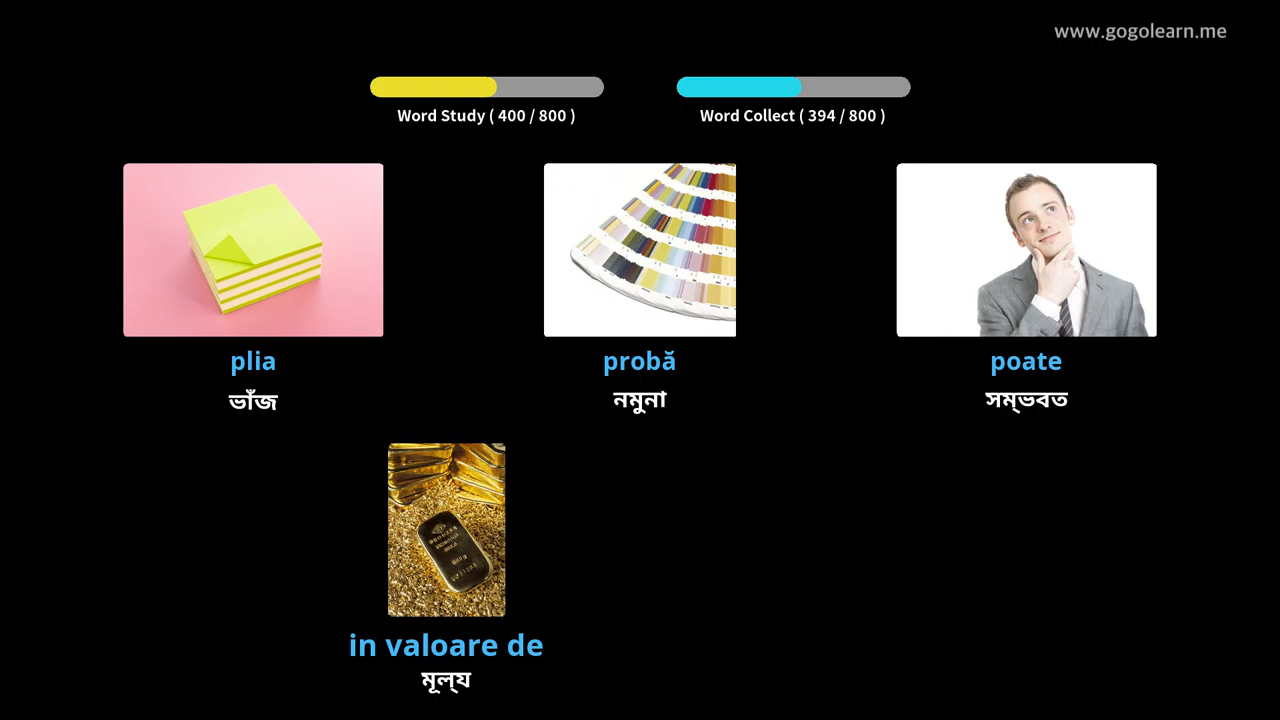 www.gogolearn.me
Word Study ( 400 / 800 )
Word Collect ( 394 / 800 )
plia
probă
poate
ভাঁজ
নমুনা
সম্ভবত
in valoare de
মূল্য